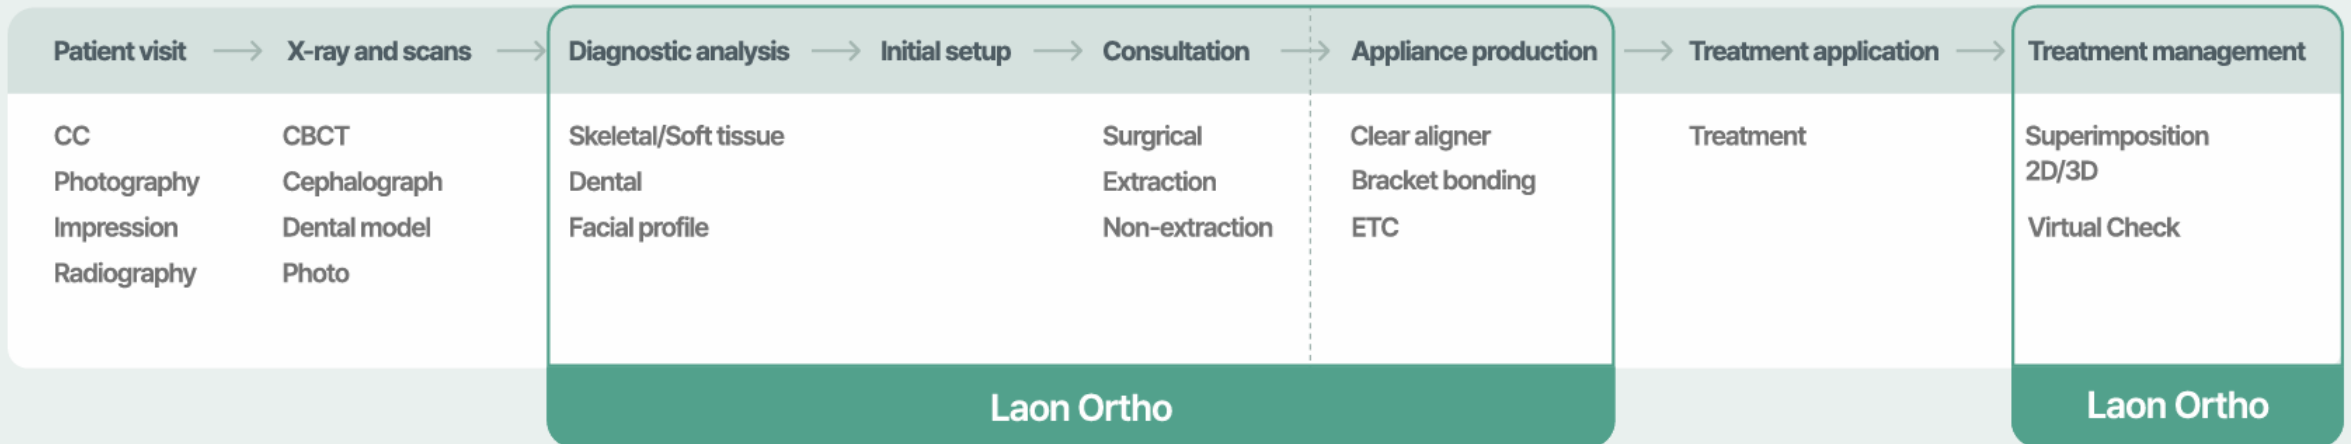 Patient visit
X-ray and scans
Diagnostic analysis
Initial setup
Consultation
Appliance production
Treatment application
Treatment management
CC
Photography
Impression
Radiography
CBCT
Cephalograph
Dental model
Photo
Skeletal/Soft tissue
Dental
Facial profile
Surgrical
Extraction
Non-extraction
Clear aligner
Bracket bonding
ETC
Treatment
Superimposition
2D/3D
Virtual Check
Laon Ortho
Laon Ortho